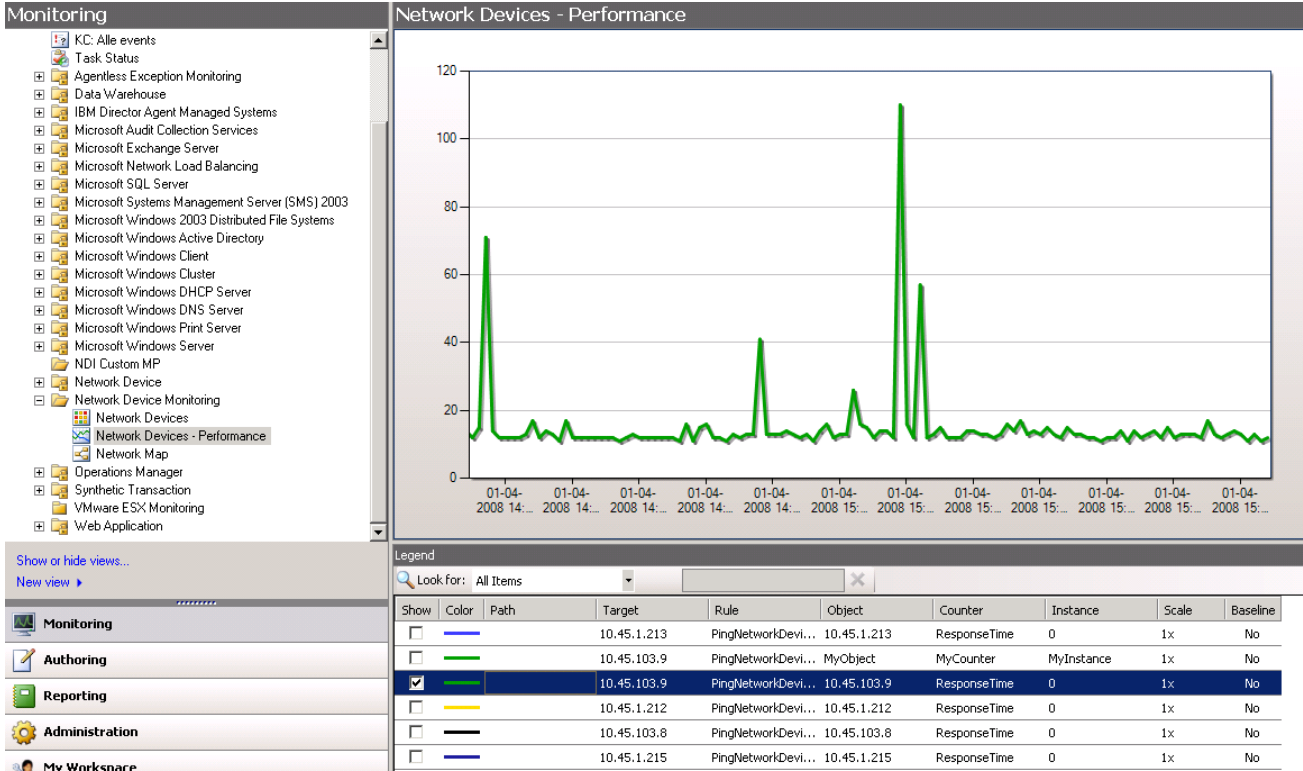 Monitoring
KC: Alle events
Task Status
Agentless Exception Monitoring
Data Warehouse
IBM Director Agent Managed Systems
Microsoft Audit Collection Services
Microsoft Exchange Server
Microsoft Network Load Balancing
Microsoft SQL Server
Microsoft Systems Management Server (SMS) 2003
Microsoft Windows 2003 Distributed File Systems
Microsoft Windows Active Directory
Microsoft Windows Client
Microsoft Windows Cluster
Microsoft Windows DHCP Server
Microsoft Windows DNS Server
Microsoft Windows Print Server
Microsoft Windows Server
NDI Custom MP
Network Device
Network Device Monitoring
Network Devices
Network Devices - Performance
Network Map
Operations Manager
Synthetic Transaction
VMware ESX Monitoring
Web Application
Show or hide views...
New view
Monitoring
Authoring
Reporting
Administration
My Workspace
Network Devices - Performance
120
100
80
60
40
20
0
01-04- 01-04- 01-04- 01-04- 01-04- 01-04- 01-04- 01-04- 01-04- 01-04- 01-04- 01-04-
2008 14:... 2008 14:... 2008 14:... 2008 14:... 2008 14:... 2008 15:... 2008 15:... 2008 15:... 2008 15:... 2008 15:... 2008 15:... 2008 15:...
Legend
Look for: All Items
Show Color Path Target Rule Object Counter Instance Scale Baseline
10.45.1.213 PingNetworkDevi... 10.45.1.213 ResponseTime 0 1x No
10.45.103.9 PingNetworkDevi... MyObject MyCounter MyInstance 1x No
10.45.103.9 PingNetworkDevi... 10.45.103.9 ResponseTime 0 1x No
10.45.1.212 PingNetworkDevi... 10.45.1.212 ResponseTime 0 1x No
10.45.103.8 PingNetworkDevi... 10.45.103.8 ResponseTime 0 1x No
10.45.1.215 PingNetworkDevi... 10.45.1.215 ResponseTime 0 1x No